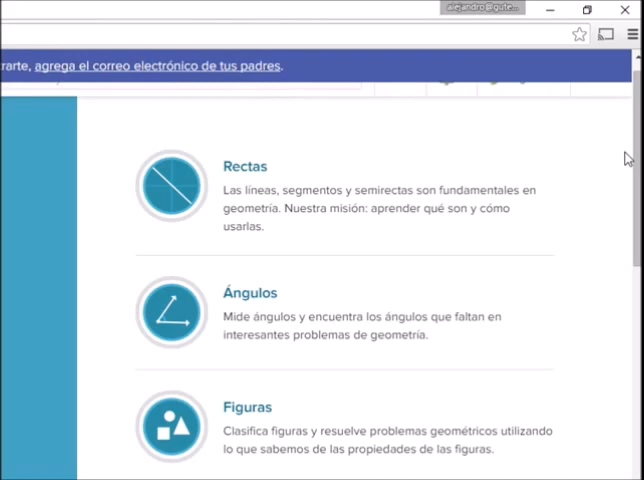 alejandro@gute...
rarte, agrega el correo electrónico de tus padres.
Rectas
Las líneas, segmentos y semirectas son fundamentales en
geometría. Nuestra misión: aprender qué son y cómo
usarlas.
Ángulos
Mide ángulos y encuentra los ángulos que faltan en
interesantes problemas de geometría.
Figuras
Clasifica figuras y resuelve problemas geométricos utilizando
lo que sabemos de las propiedades de las figuras.